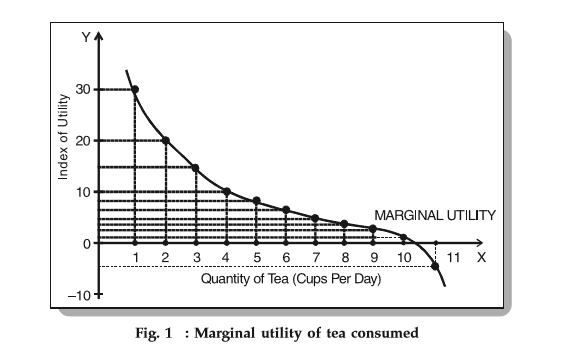 Y
30
20
10
0
–10
Index of Utility
MARGINAL UTILITY
1 2 3 4 5 6 7 8 9 10 11 X
Quantity of Tea (Cups Per Day)
Fig. 1 : Marginal utility of tea consumed